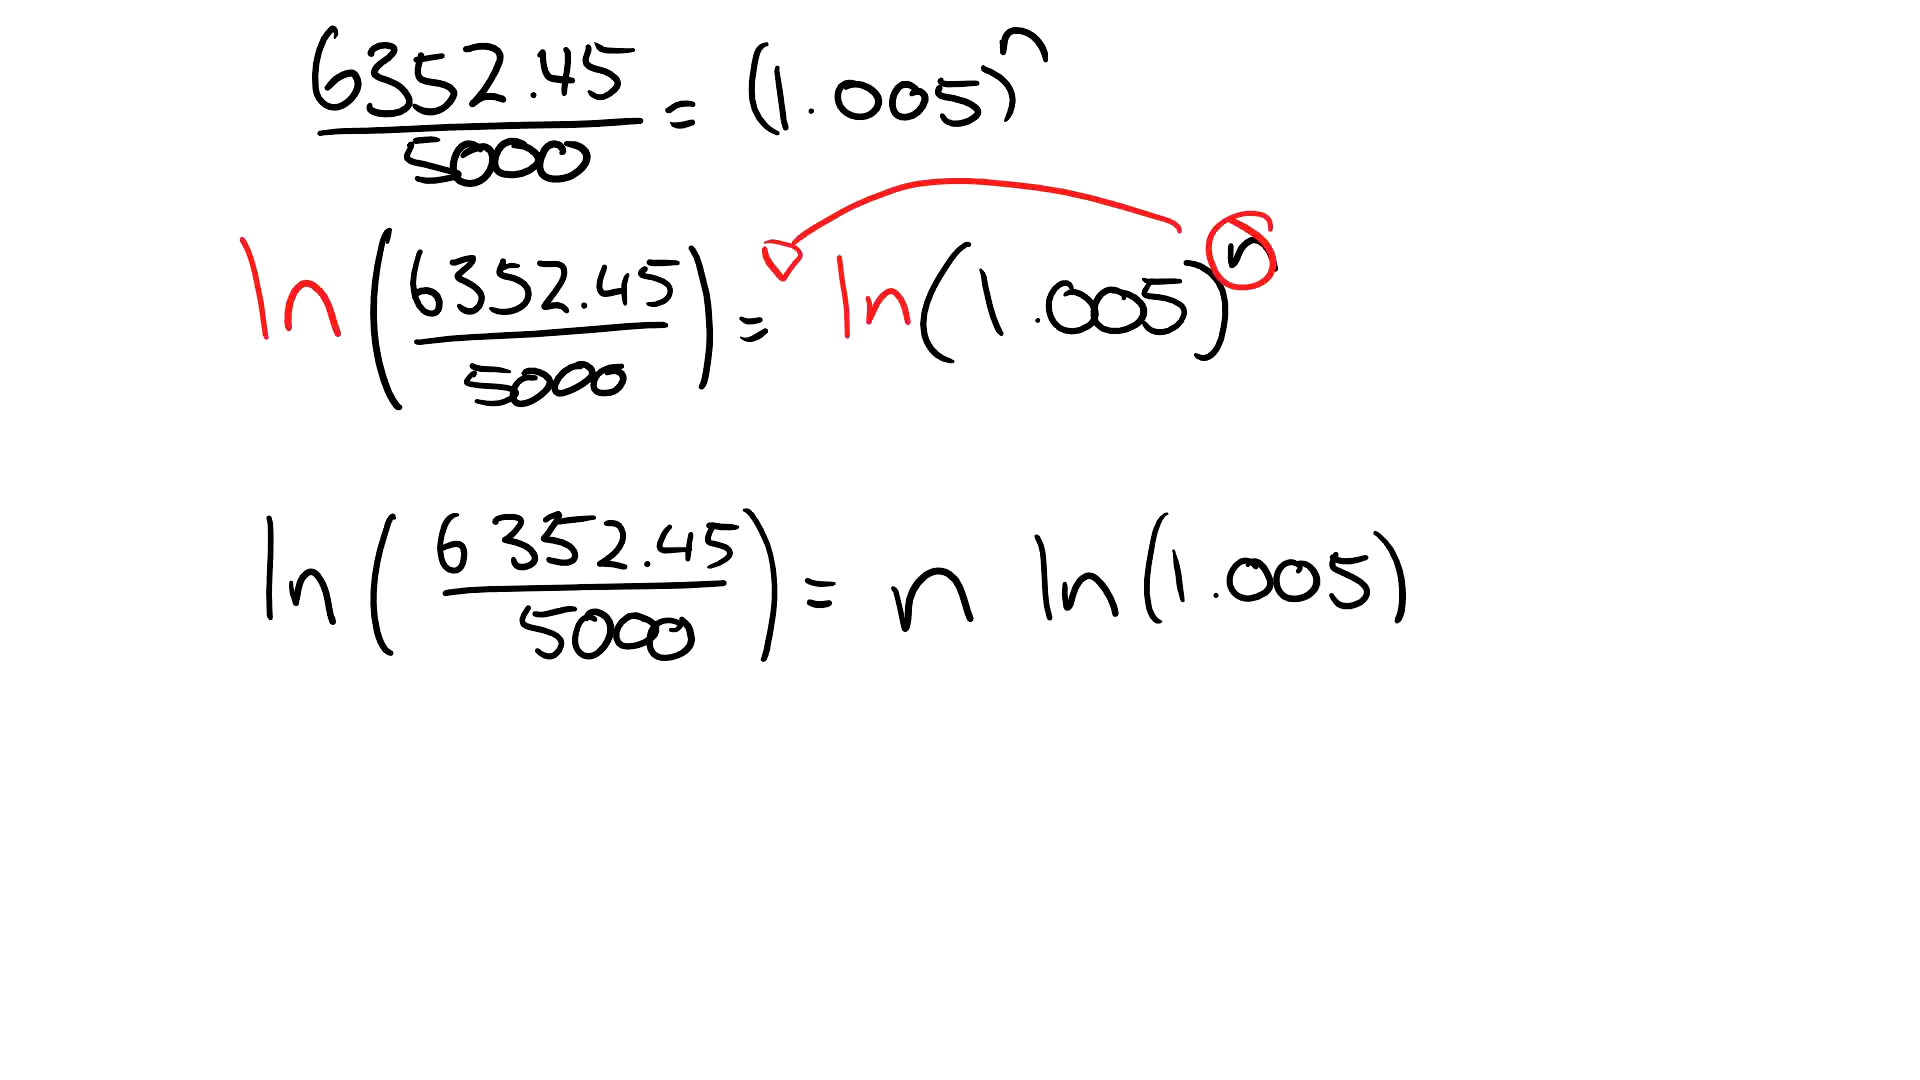 6352.45/5000 = (1.005)^n
ln(6352.45/5000) = ln(1.005)^n
ln(6352.45/5000) = n ln(1.005)